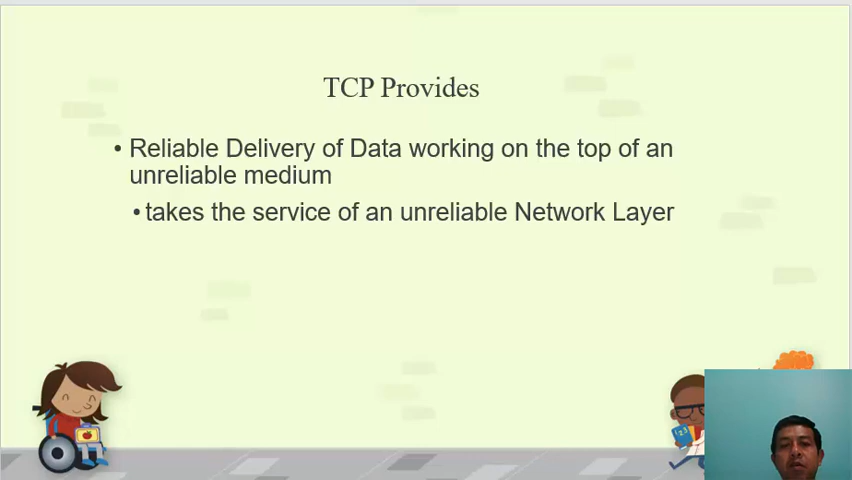 TCP Provides
• Reliable Delivery of Data working on the top of an
unreliable medium
• takes the service of an unreliable Network Layer